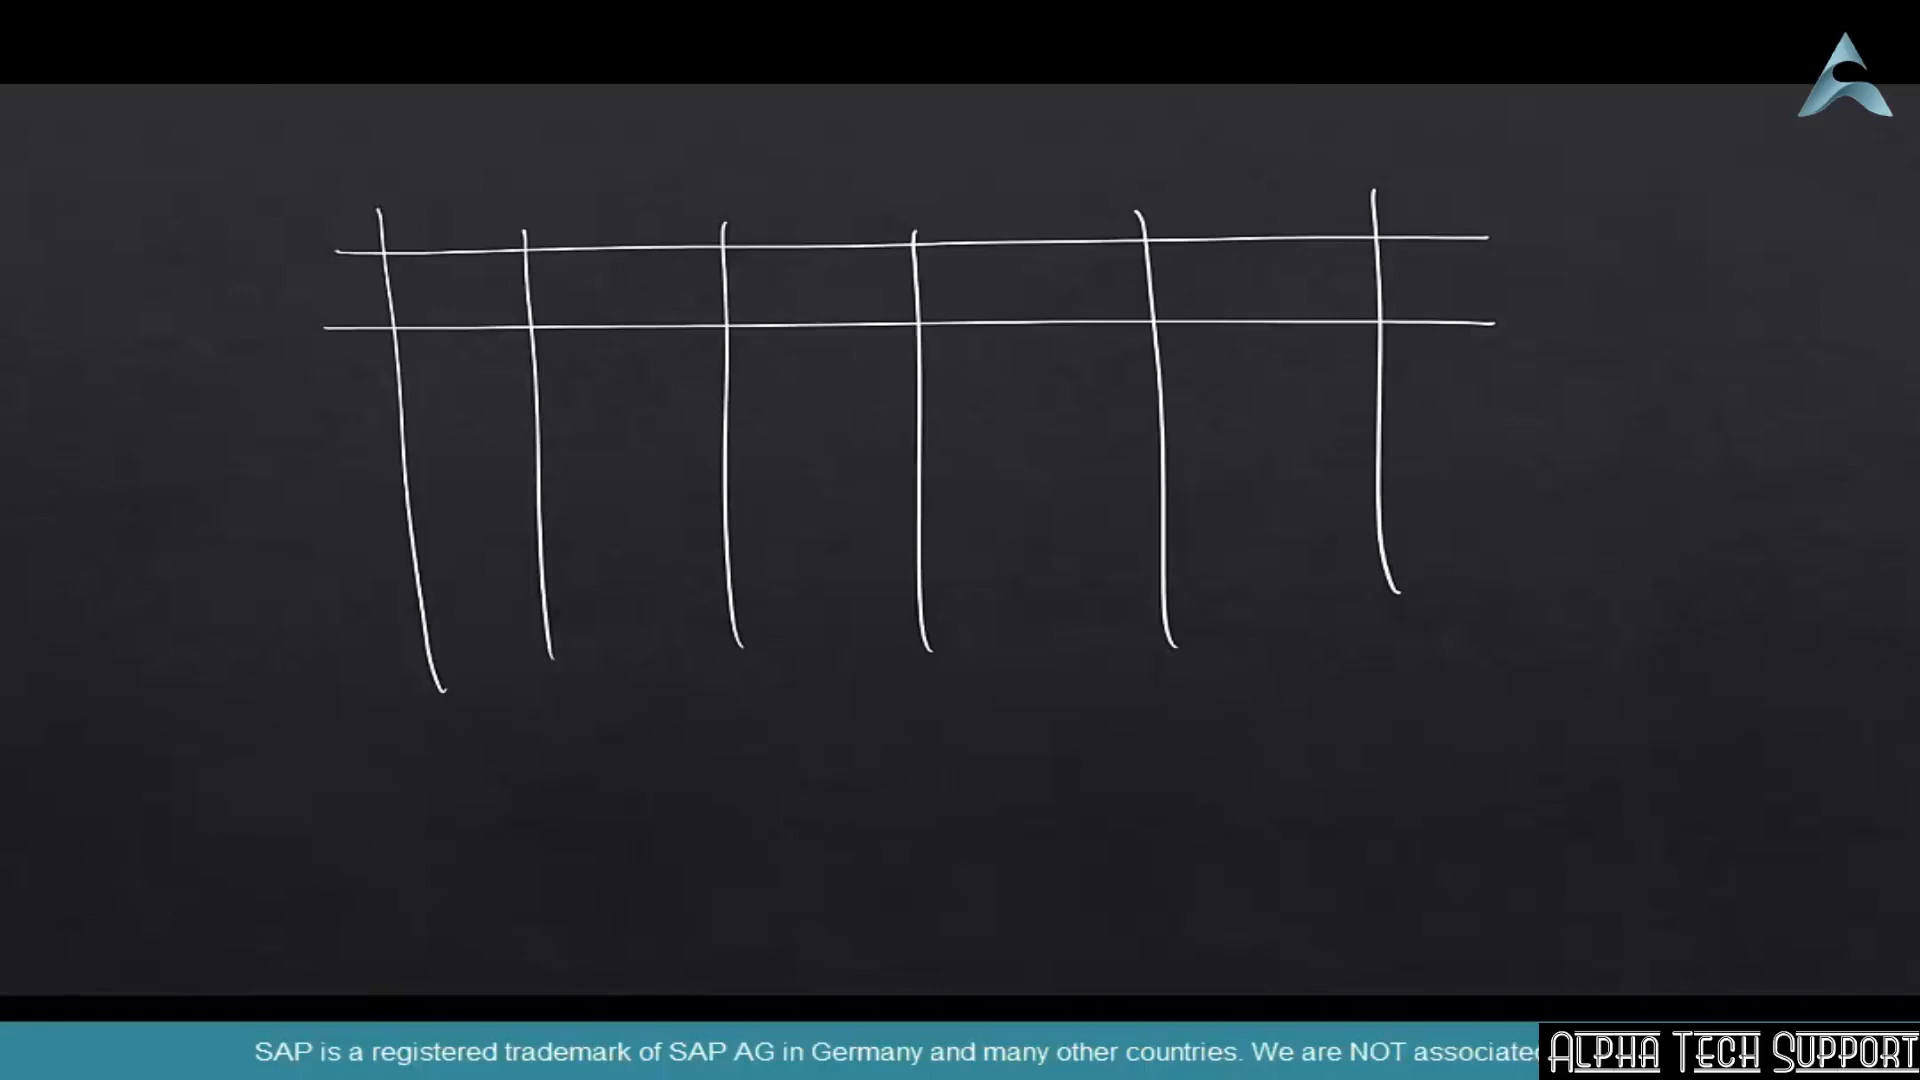 SAP is a registered trademark of SAP AG in Germany and many other countries. We are NOT associated
Alpha Tech Support